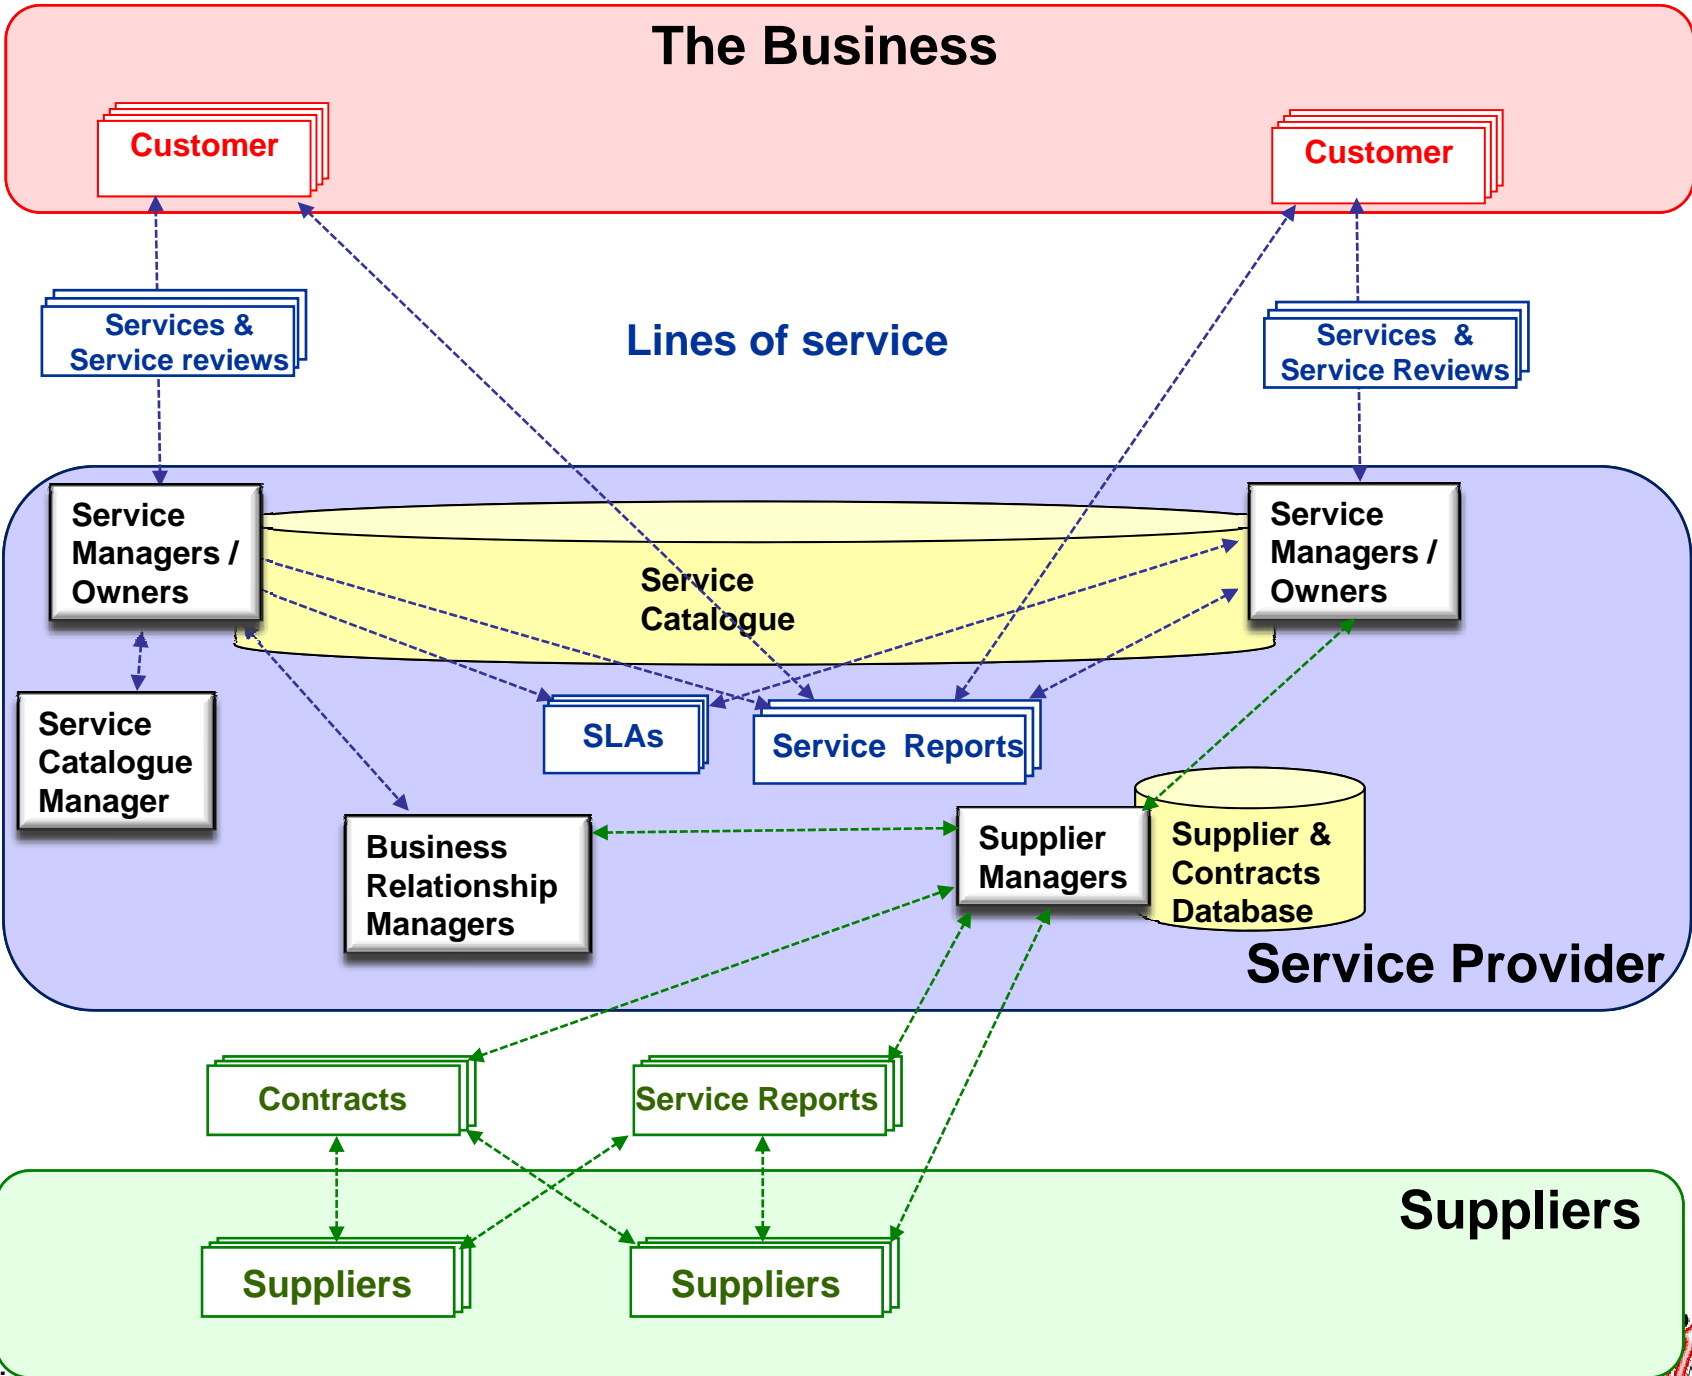 The Business
Customer
Customer
Services &
Service reviews
Lines of service
Services  &
Service Reviews
Service
Managers /
Owners
Service
Catalogue
Service
Managers /
Owners
Service
Catalogue
Manager
SLAs
Service  Reports
Business
Relationship
Managers
Supplier
Managers
Supplier &
Contracts
Database
Service Provider
Contracts
Service Reports
Suppliers
Suppliers
Suppliers